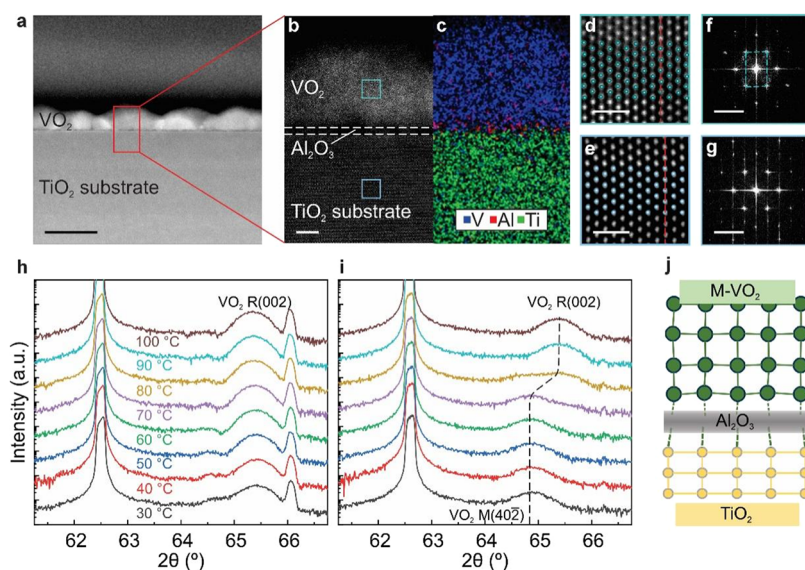 a
VO₂
TiO₂ substrate
b
VO₂
Al₂O₃
TiO₂ substrate
c
V Al Ti
d
e
f
g
h
VO₂ R(002)
100 °C
90 °C
80 °C
70 °C
60 °C
50 °C
40 °C
30 °C
Intensity (a.u.)
62 63 64 65 66
2θ (º)
i
VO₂ R(002)
VO₂ M(402̅)
62 63 64 65 66
2θ (º)
j
M-VO₂
Al₂O₃
TiO₂